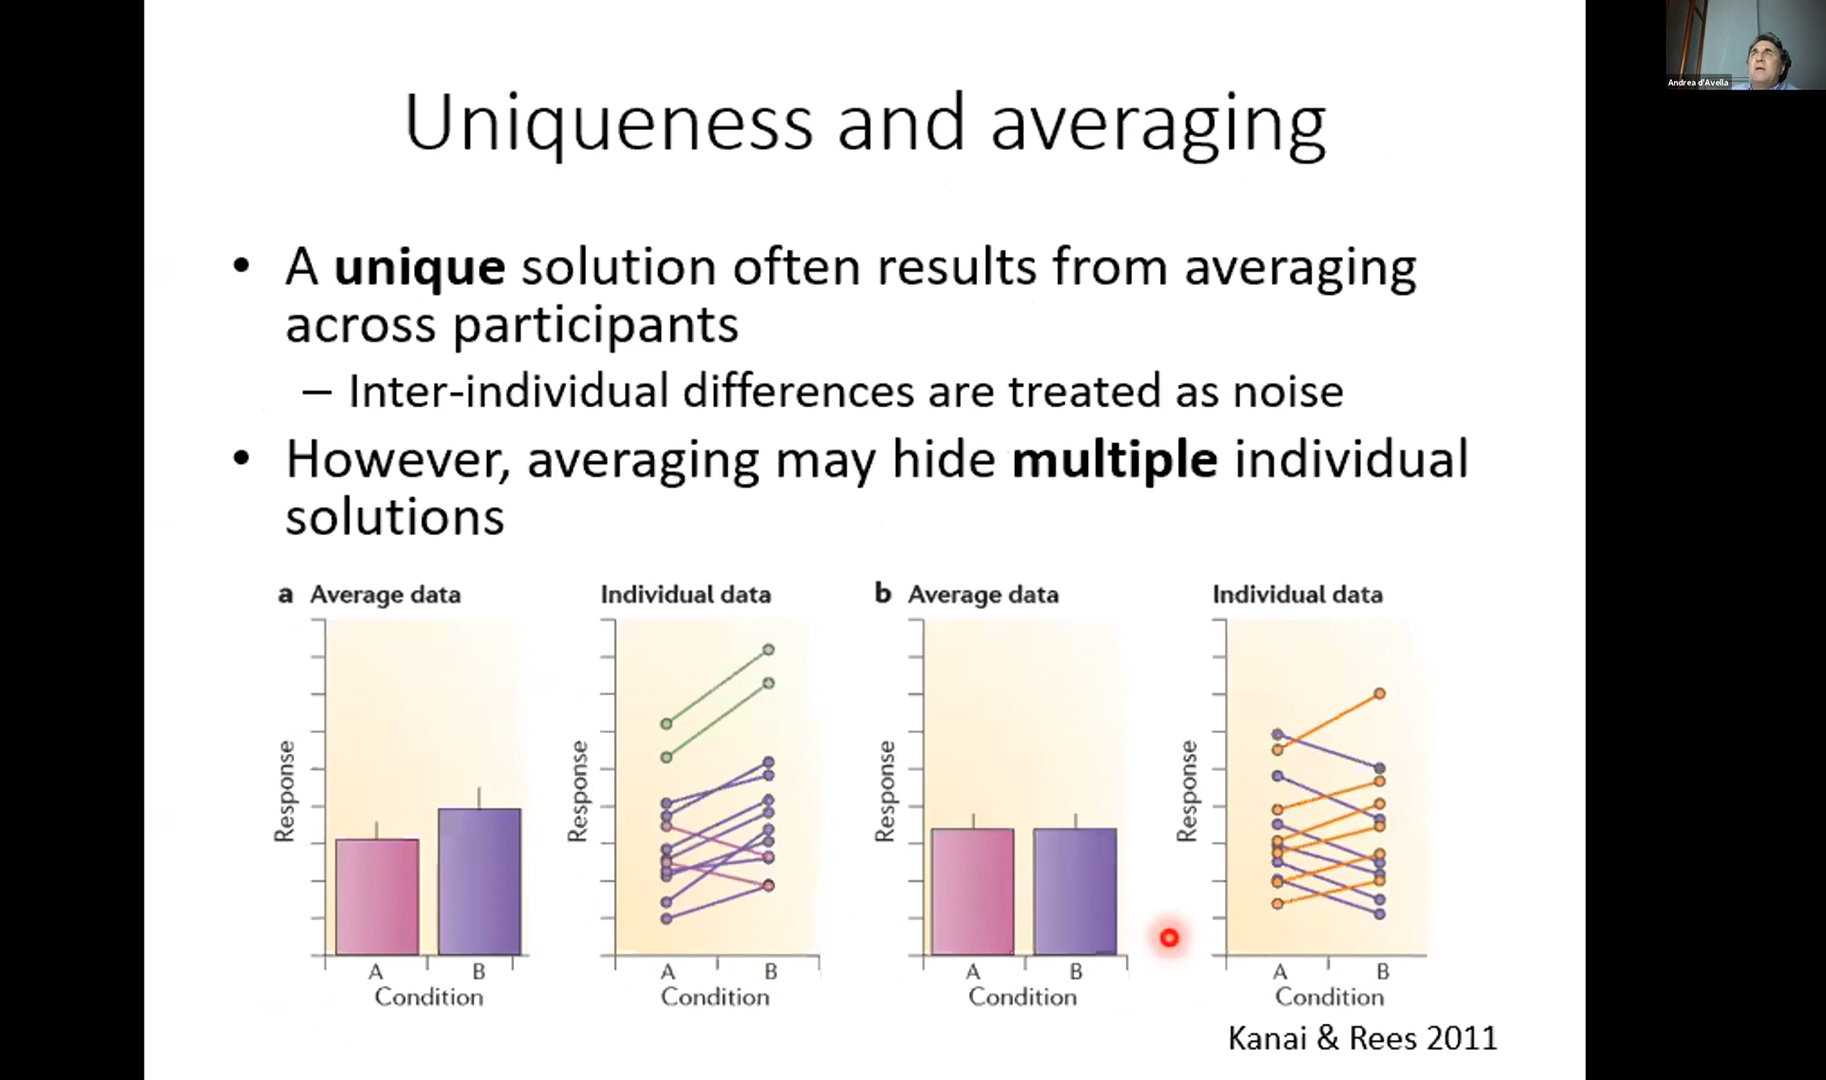 Andrea d'Avella
Uniqueness and averaging
• A unique solution often results from averaging
across participants
– Inter-individual differences are treated as noise
• However, averaging may hide multiple individual
solutions
a Average data
Individual data
b Average data
Individual data
Response
Response
Response
Response
A B
A B
A B
A B
Condition
Condition
Condition
Condition
Kanai & Rees 2011